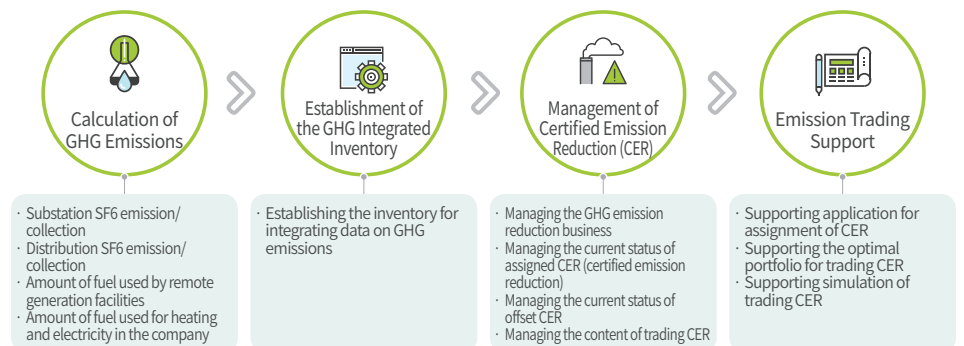 Calculation of
GHG Emissions
· Substation SF6 emission/
collection
· Distribution SF6 emission/
collection
· Amount of fuel used by remote
generation facilities
· Amount of fuel used for heating
and electricity in the company
Establishment of
the GHG Integrated
Inventory
· Establishing the inventory for
integrating data on GHG
emissions
Management of
Certified Emission
Reduction (CER)
· Managing the GHG emission
reduction business
· Managing the current status of
assigned CER (certified emission
reduction)
· Managing the current status of
offset CER
· Managing the content of trading CER
Emission Trading
Support
· Supporting application for
assignment of CER
· Supporting the optimal
portfolio for trading CER
· Supporting simulation of
trading CER